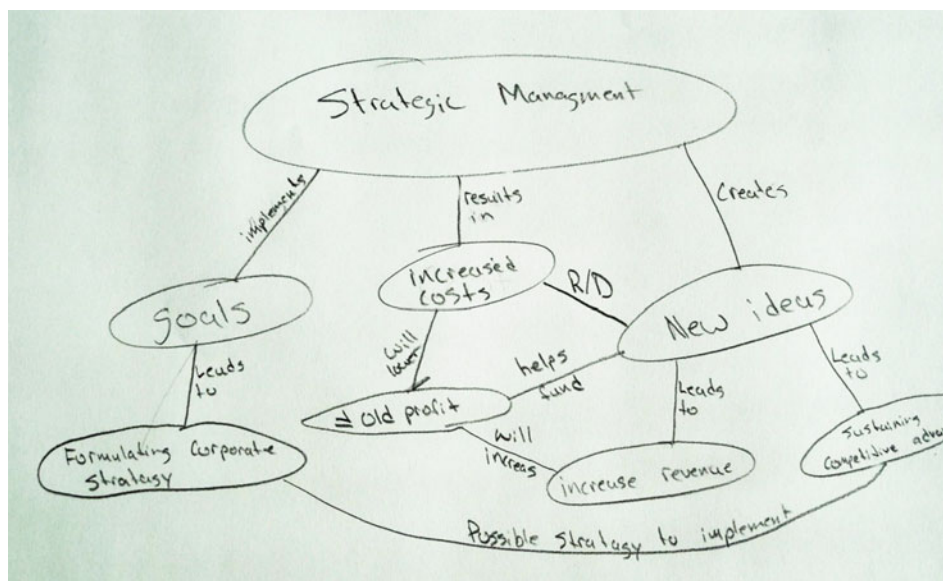 Strategic Managment
implements
results
in
Creates
goals
increased
costs
R/D
New ideas
Leads
to
will
lower
helps
fund
Leads
to
Leads
to
old profit
will
increas
Formulating Corporate
strategy
increase revenue
Sustaining
Competitive
Possible stratagy to implement